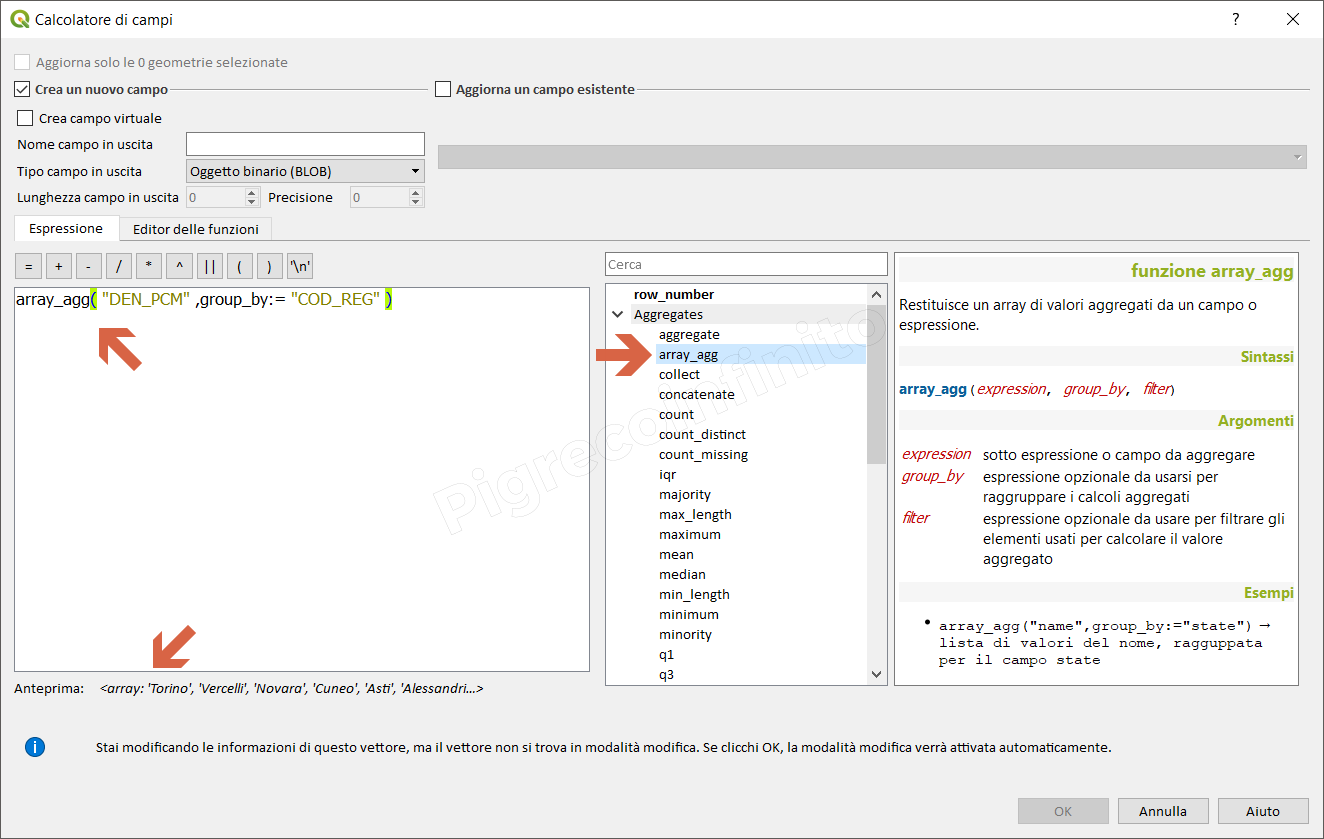 Calcolatore di campi
?
Aggiorna solo le 0 geometrie selezionate
Crea un nuovo campo
Aggiorna un campo esistente
Crea campo virtuale
Nome campo in uscita
Tipo campo in uscita
Oggetto binario (BLOB)
Lunghezza campo in uscita
0
Precisione
0
Espressione
Editor delle funzioni
= + - / * ^ || ( ) '\n'
array_agg( "DEN_PCM" ,group_by:= "COD_REG" )
Anteprima: <array: 'Torino', 'Vercelli', 'Novara', 'Cuneo', 'Asti', 'Alessandri...>
Cerca
row_number
Aggregates
aggregate
array_agg
collect
concatenate
count
count_distinct
count_missing
iqr
majority
max_length
maximum
mean
median
min_length
minimum
minority
q1
q3
funzione array_agg
Restituisce un array di valori aggregati da un campo o
espressione.
Sintassi
array_agg(expression, group_by, filter)
Argomenti
expression sotto espressione o campo da aggregare
group_by espressione opzionale da usarsi per
raggruppare i calcoli aggregati
filter espressione opzionale da usare per filtrare gli
elementi usati per calcolare il valore
aggregato
Esempi
• array_agg("name",group_by:="state") →
lista di valori del nome, ragguppata
per il campo state
Pigrecoinfinito
Stai modificando le informazioni di questo vettore, ma il vettore non si trova in modalità modifica. Se clicchi OK, la modalità modifica verrà attivata automaticamente.
OK
Annulla
Aiuto